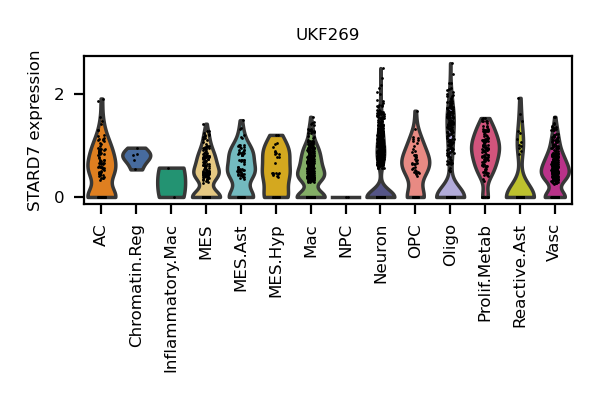 UKF269
STARD7 expression
2
0
AC
Chromatin.Reg
Inflammatory.Mac
MES
MES.Ast
MES.Hyp
Mac
NPC
Neuron
OPC
Oligo
Prolif.Metab
Reactive.Ast
Vasc